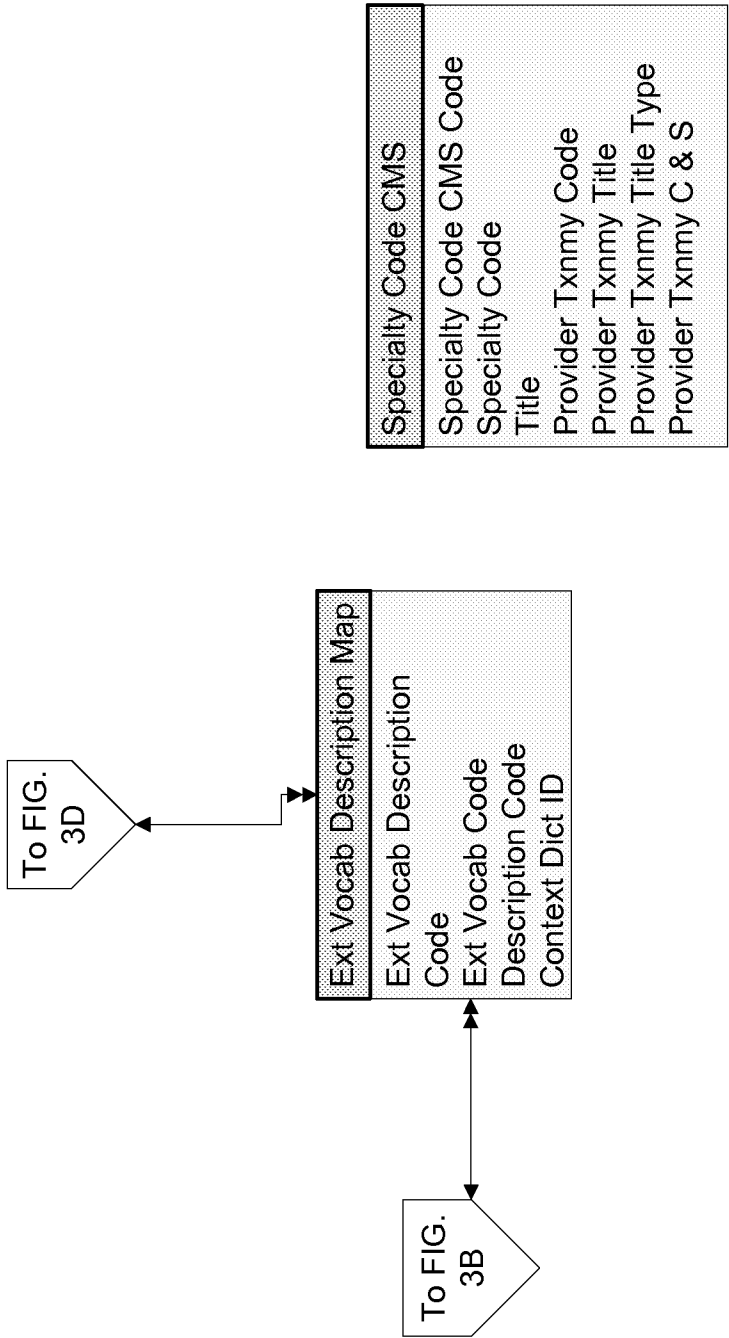 To FIG.
3D
Ext Vocab Description Map
Ext Vocab Description
Code
Ext Vocab Code
Description Code
Context Dict ID
To FIG.
3B
Specialty Code CMS
Specialty Code CMS Code
Specialty Code
Title
Provider Txnmy Code
Provider Txnmy Title
Provider Txnmy Title Type
Provider Txnmy C & S